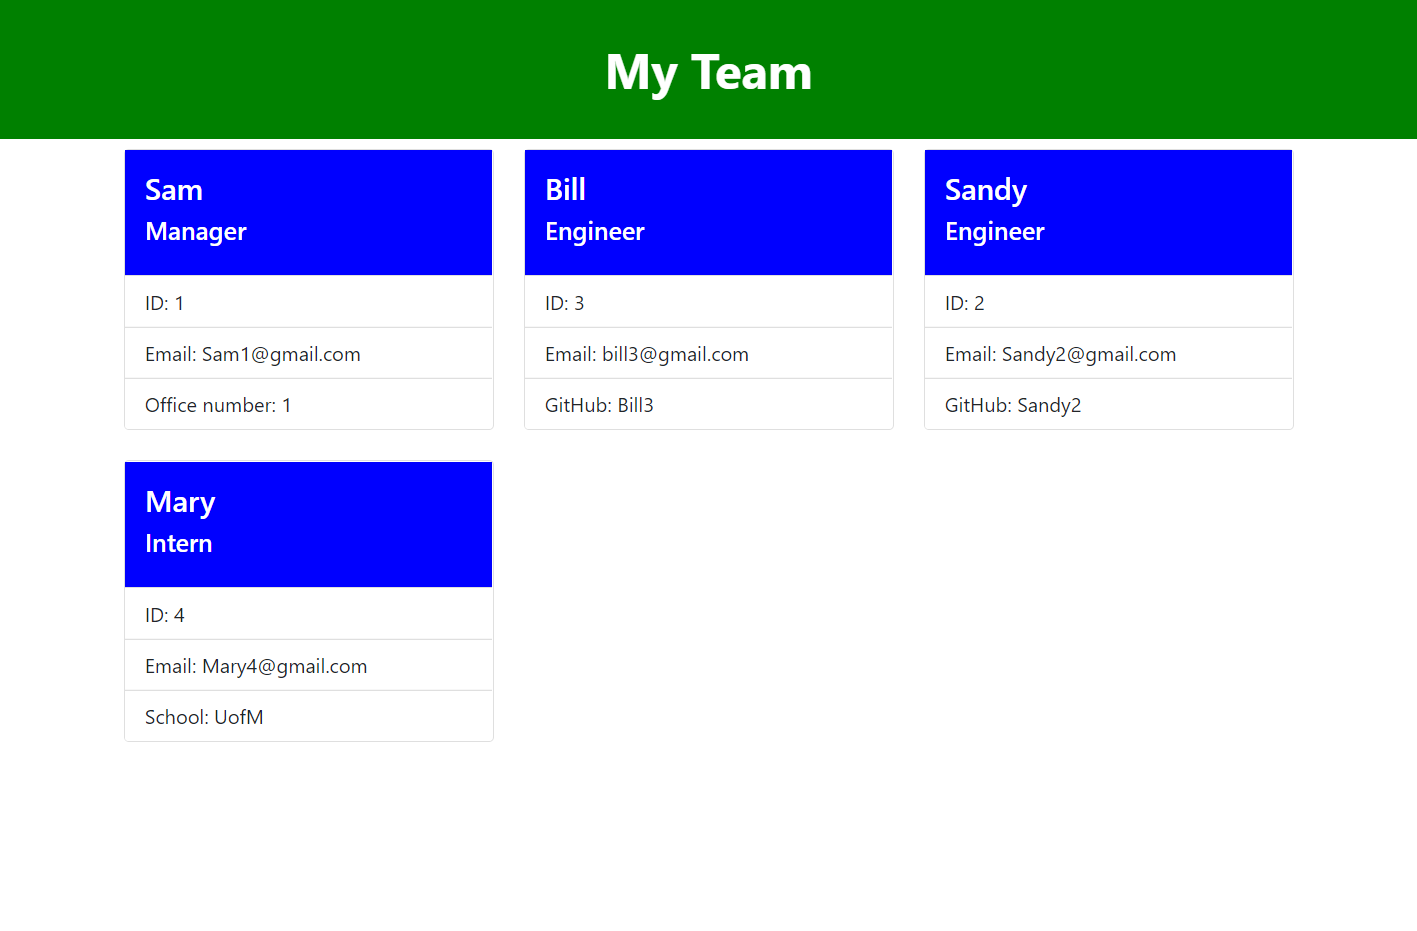 My Team
Sam
Manager
ID: 1
Email: Sam1@gmail.com
Office number: 1
Bill
Engineer
ID: 3
Email: bill3@gmail.com
GitHub: Bill3
Sandy
Engineer
ID: 2
Email: Sandy2@gmail.com
GitHub: Sandy2
Mary
Intern
ID: 4
Email: Mary4@gmail.com
School: UofM